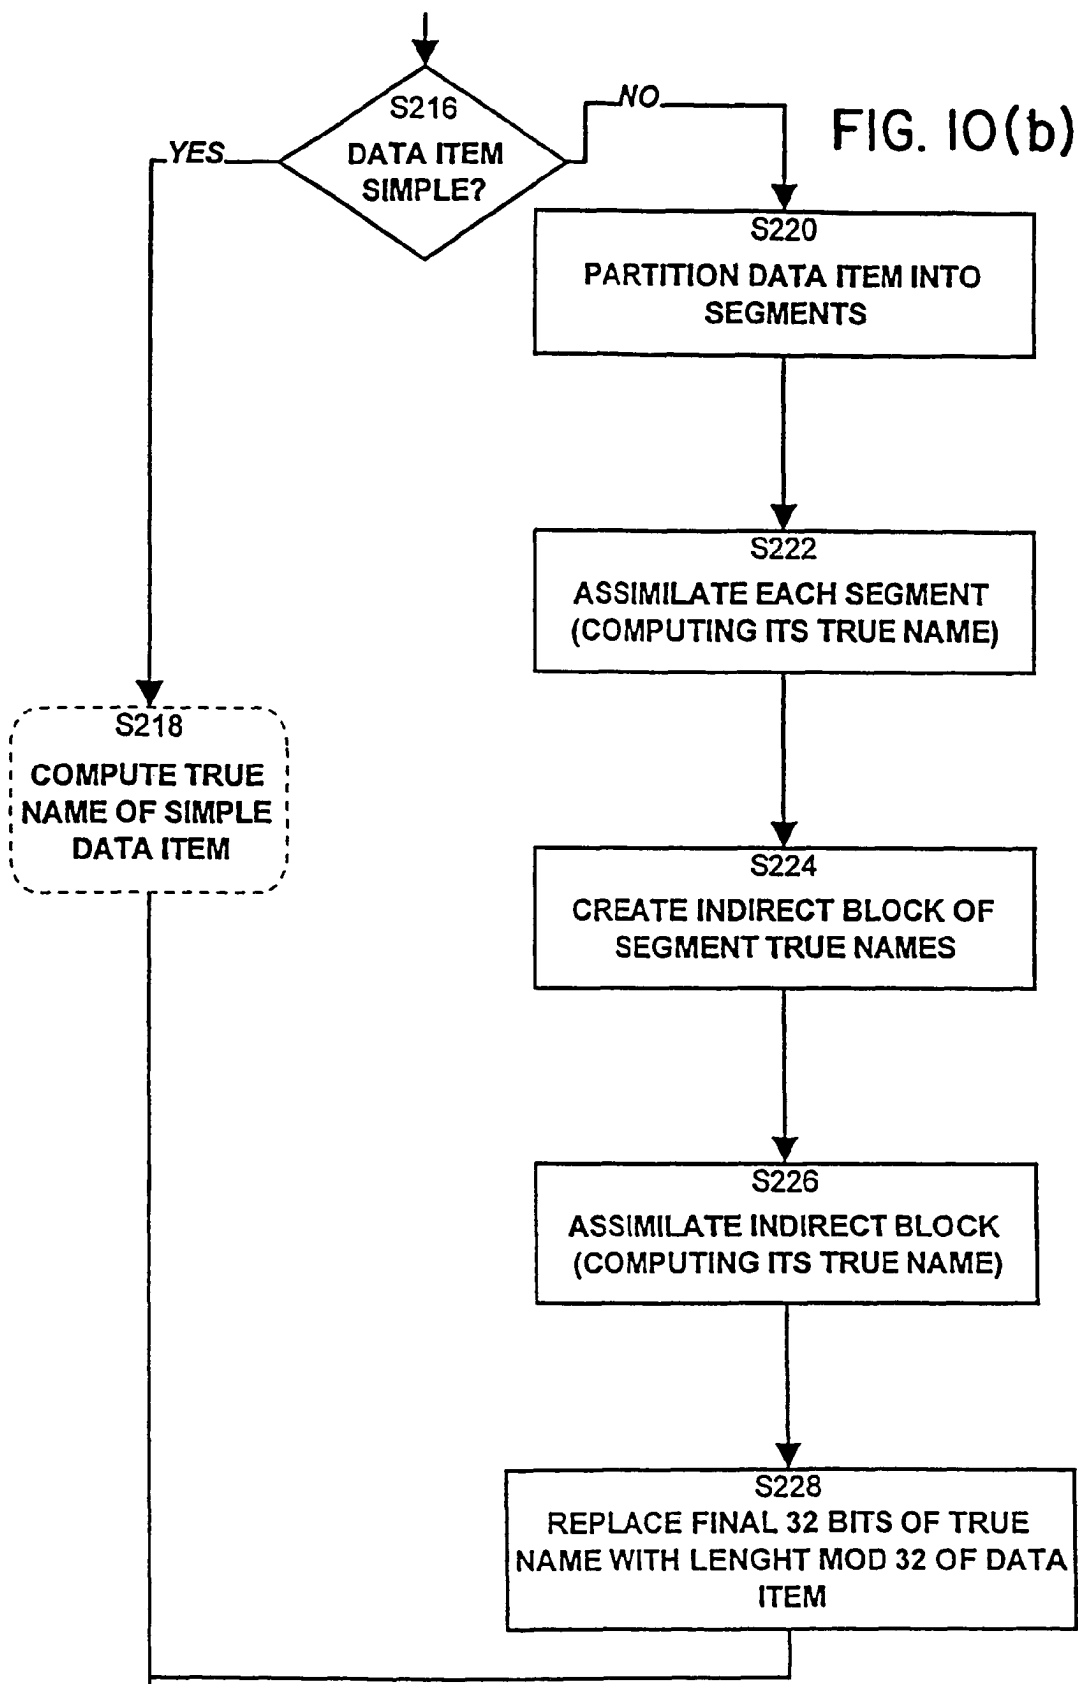 FIG. 10(b)
S216
DATA ITEM
SIMPLE?
YES
NO
S220
PARTITION DATA ITEM INTO
SEGMENTS
S222
ASSIMILATE EACH SEGMENT
(COMPUTING ITS TRUE NAME)
S218
COMPUTE TRUE
NAME OF SIMPLE
DATA ITEM
S224
CREATE INDIRECT BLOCK OF
SEGMENT TRUE NAMES
S226
ASSIMILATE INDIRECT BLOCK
(COMPUTING ITS TRUE NAME)
S228
REPLACE FINAL 32 BITS OF TRUE
NAME WITH LENGHT MOD 32 OF DATA
ITEM